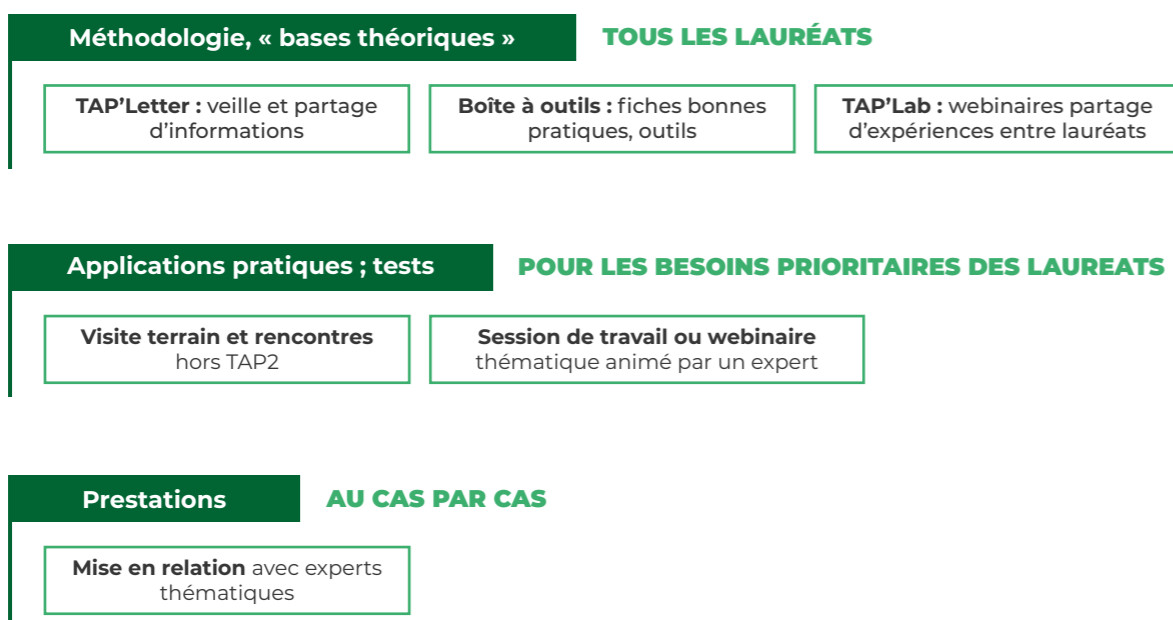 Méthodologie, « bases théoriques »
TOUS LES LAURÉATS
TAP’Letter : veille et partage
d’informations
Boîte à outils : fiches bonnes
pratiques, outils
TAP’Lab : webinaires partage
d’expériences entre lauréats
Applications pratiques ; tests
POUR LES BESOINS PRIORITAIRES DES LAUREATS
Visite terrain et rencontres
hors TAP2
Session de travail ou webinaire
thématique animé par un expert
Prestations
AU CAS PAR CAS
Mise en relation avec experts
thématiques